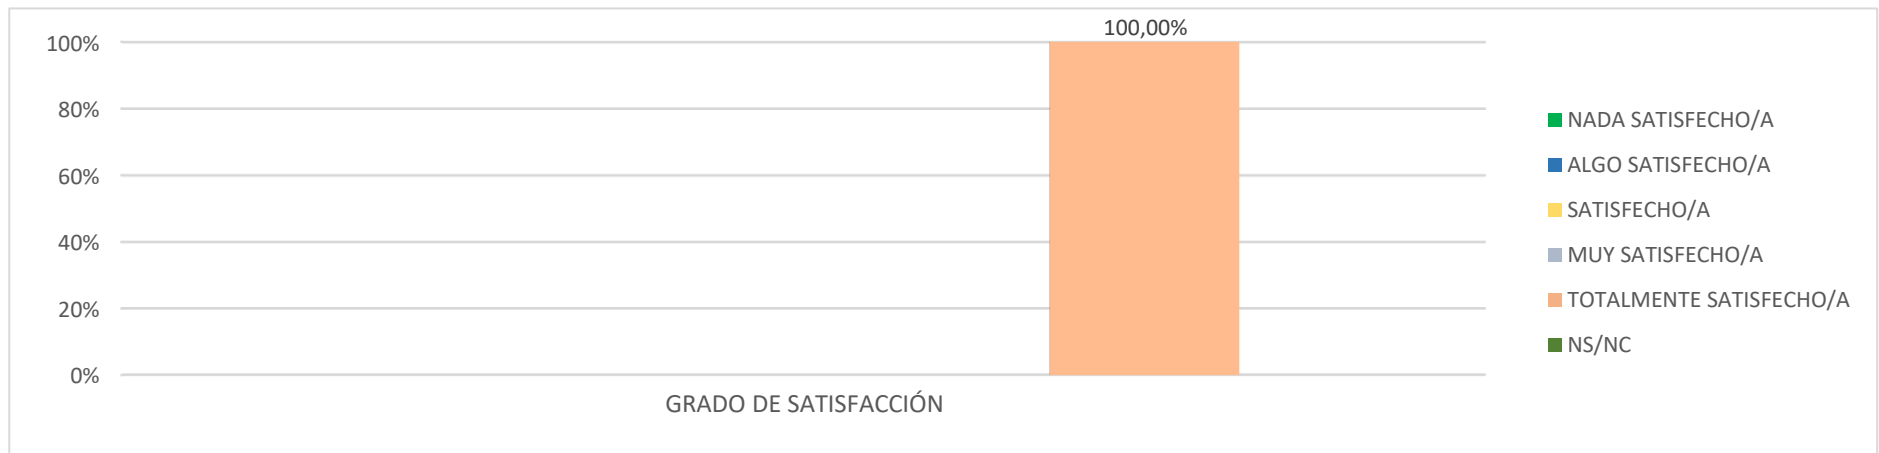 100,00%
100%
80%
60%
40%
20%
0%
GRADO DE SATISFACCIÓN
NADA SATISFECHO/A
ALGO SATISFECHO/A
SATISFECHO/A
MUY SATISFECHO/A
TOTALMENTE SATISFECHO/A
NS/NC